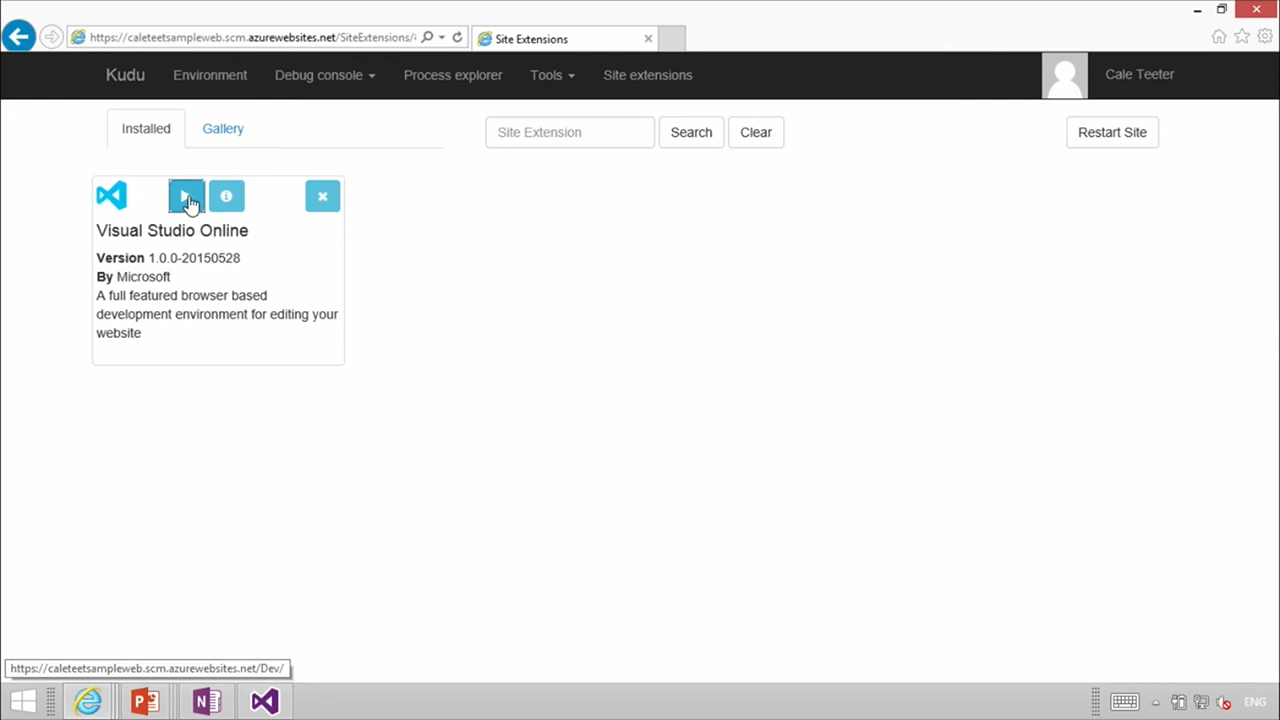 https://caleteetsampleweb.scm.azurewebsites.net/SiteExtensions/
Site Extensions
Kudu
Environment
Debug console
Process explorer
Tools
Site extensions
Cale Teeter
Installed
Gallery
Site Extension
Search
Clear
Restart Site
Visual Studio Online
Version 1.0.0-20150528
By Microsoft
A full featured browser based
development environment for editing your
website
https://caleteetsampleweb.scm.azurewebsites.net/Dev/
ENG